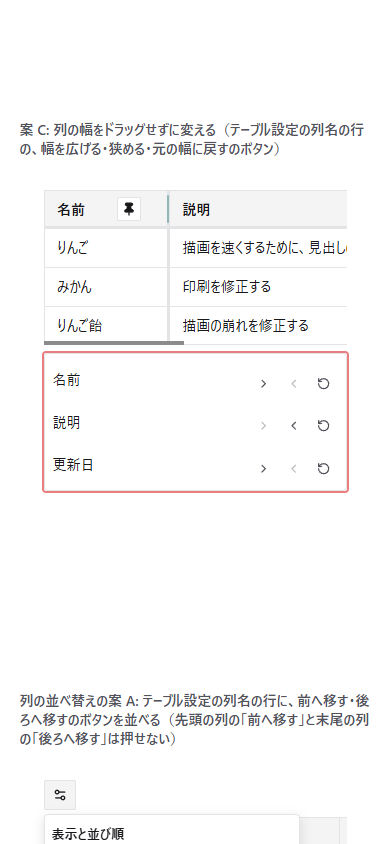 案 C: 列の幅をドラッグせずに変える（テーブル設定の列名の行
の、幅を広げる・狭める・元の幅に戻すのボタン）
名前 説明
りんご 描画を速くするために、見出し
みかん 印刷を修正する
りんご飴 描画の崩れを修正する
名前
説明
更新日
列の並べ替えの案 A: テーブル設定の列名の行に、前へ移す・後
ろへ移すのボタンを並べる（先頭の列の「前へ移す」と末尾の列
の「後ろへ移す」は押せない）
表示と並び順